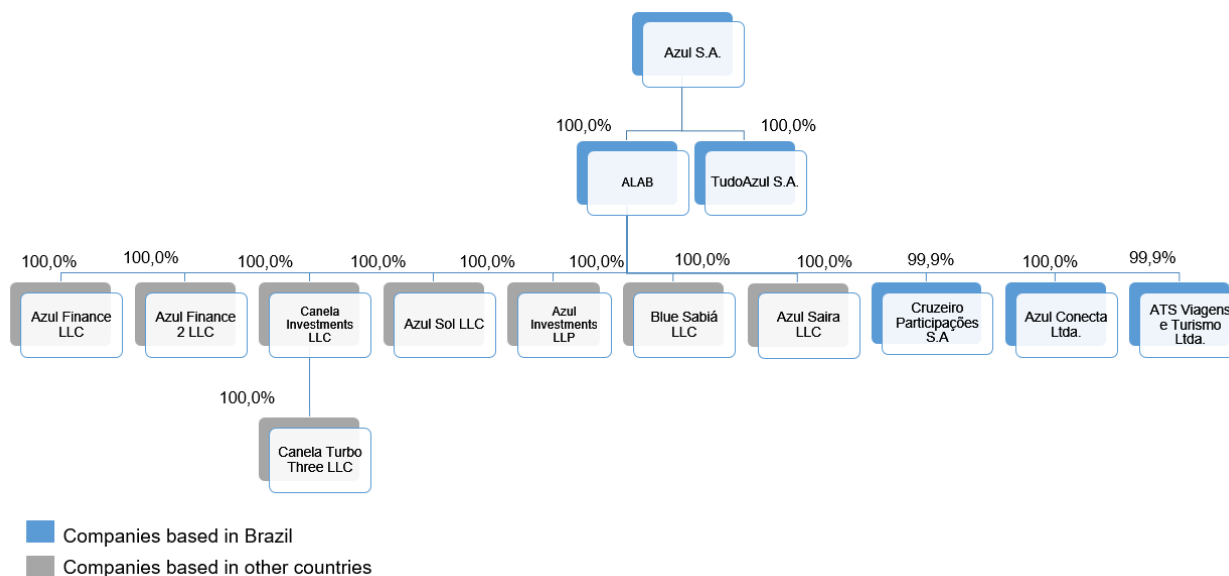 Azul S.A.
100,0%
100,0%
ALAB
TudoAzul S.A.
100,0%
100,0%
100,0%
100,0%
100,0%
100,0%
100,0%
100,0%
99,9%
100,0%
99,9%
Azul Finance
LLC
Azul Finance
2 LLC
Canela
Investments
LLC
Azul Sol LLC
Azul
Investments
LLP
Blue Sabiá
LLC
Azul Saira
LLC
Cruzeiro
Participações
S.A
Azul Conecta
Ltda.
ATS Viagens
e Turismo
Ltda.
100,0%
Canela Turbo
Three LLC
Companies based in Brazil
Companies based in other countries